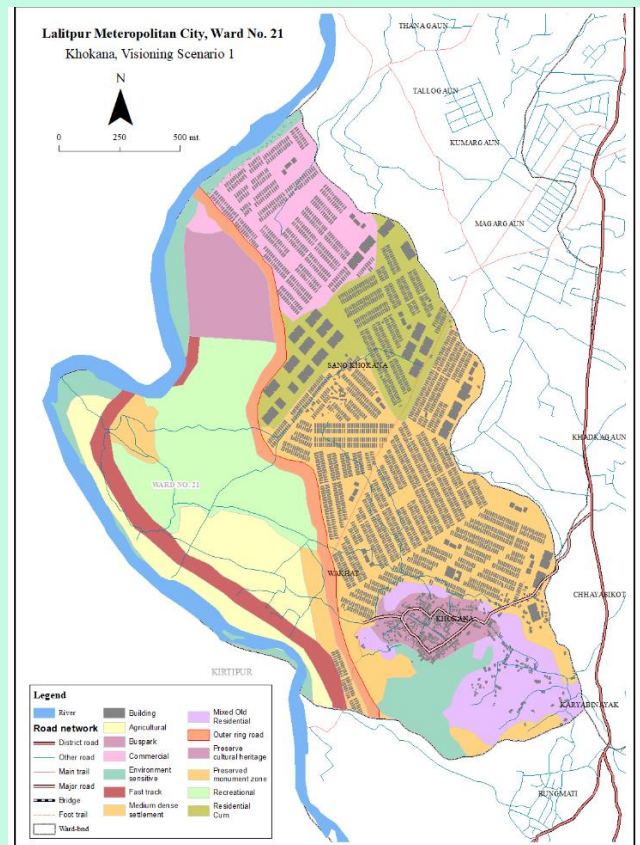 Lalitpur Meteropolitan City, Ward No. 21
Khokana, Visioning Scenario 1
N
0 250 500 mt.
THANAGAUN
TALLOGAUN
KUMARGAUN
MAGARGAUN
SANO KHOKANA
KHADKAGAUN
WARD NO. 21
WAKHAT
CHHAYASIKOT
KHOKANA
KIRTIPUR
KARYABINAYAK
BUNGMATI
Legend
River
Road network
District road
Other road
Main trail
Major road
Bridge
Foot trail
Ward-boud
Building
Agricultural
Buspark
Commercial
Environment
sensitive
Fast track
Medium dense
settlement
Mixed Old
Residential
Outer ring road
Preserve
cultural heritage
Preserved
monument zone
Recreational
Residential
Cum